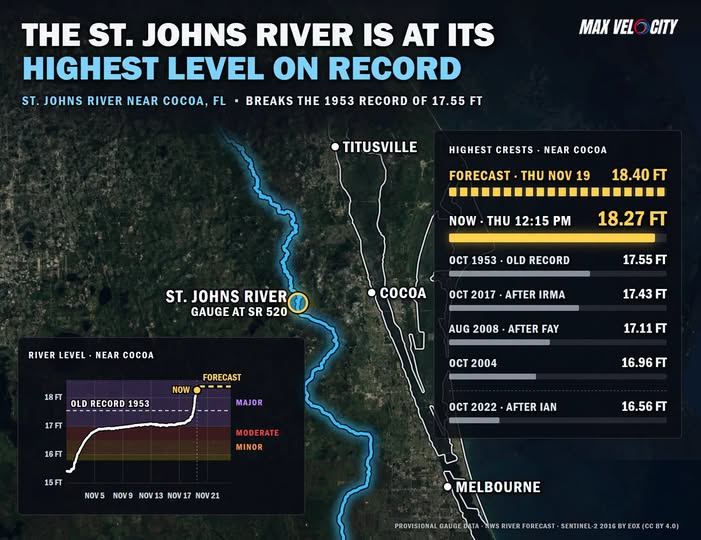 THE ST. JOHNS RIVER IS AT ITS
HIGHEST LEVEL ON RECORD
ST. JOHNS RIVER NEAR COCOA, FL • BREAKS THE 1953 RECORD OF 17.55 FT
MAX VELOCITY
TITUSVILLE
COCOA
MELBOURNE
ST. JOHNS RIVER
GAUGE AT SR 520
HIGHEST CRESTS · NEAR COCOA
FORECAST · THU NOV 19 18.40 FT
NOW · THU 12:15 PM 18.27 FT
OCT 1953 · OLD RECORD 17.55 FT
OCT 2017 · AFTER IRMA 17.43 FT
AUG 2008 · AFTER FAY 17.11 FT
OCT 2004 16.96 FT
OCT 2022 · AFTER IAN 16.56 FT
RIVER LEVEL · NEAR COCOA
FORECAST
NOW
18 FT
OLD RECORD 1953
MAJOR
17 FT
MODERATE
MINOR
16 FT
15 FT
NOV 5 NOV 9 NOV 13 NOV 17 NOV 21
PROVISIONAL GAUGE DATA · NWS RIVER FORECAST · SENTINEL-2 2016 BY EOX (CC BY 4.0)